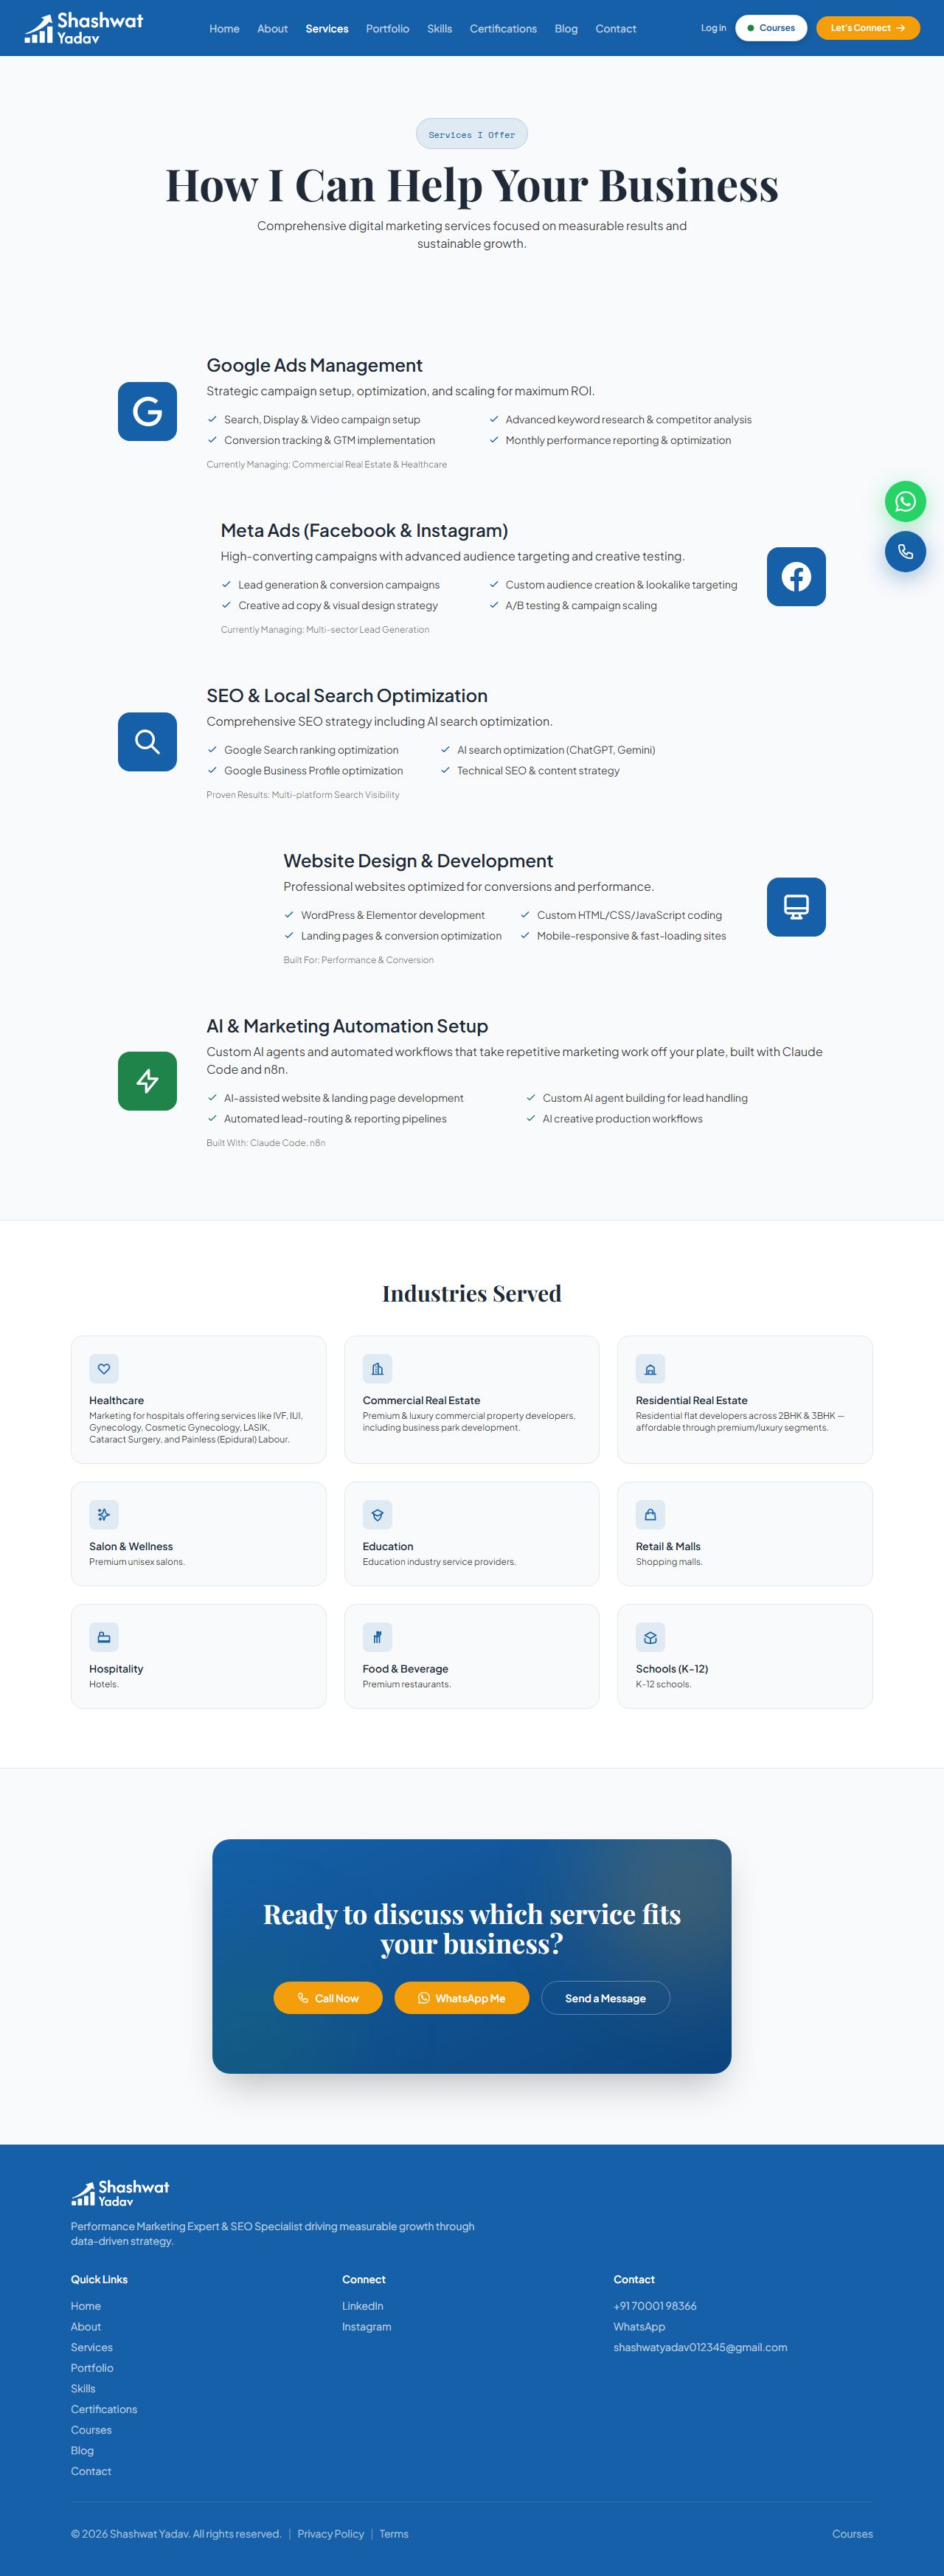 Shashwat
Yadav
Home
About
Services
Portfolio
Skills
Certifications
Blog
Contact
Log in
Courses
Let's Connect
Services I Offer
How I Can Help Your Business
Comprehensive digital marketing services focused on measurable results and
sustainable growth.
Google Ads Management
Strategic campaign setup, optimization, and scaling for maximum ROI.
Search, Display & Video campaign setup
Advanced keyword research & competitor analysis
Conversion tracking & GTM implementation
Monthly performance reporting & optimization
Currently Managing: Commercial Real Estate & Healthcare
Meta Ads (Facebook & Instagram)
High-converting campaigns with advanced audience targeting and creative testing.
Lead generation & conversion campaigns
Custom audience creation & lookalike targeting
Creative ad copy & visual design strategy
A/B testing & campaign scaling
Currently Managing: Multi-sector Lead Generation
SEO & Local Search Optimization
Comprehensive SEO strategy including AI search optimization.
Google Search ranking optimization
AI search optimization (ChatGPT, Gemini)
Google Business Profile optimization
Technical SEO & content strategy
Proven Results: Multi-platform Search Visibility
Website Design & Development
Professional websites optimized for conversions and performance.
WordPress & Elementor development
Custom HTML/CSS/JavaScript coding
Landing pages & conversion optimization
Mobile-responsive & fast-loading sites
Built For: Performance & Conversion
AI & Marketing Automation Setup
Custom AI agents and automated workflows that take repetitive marketing work off your plate, built with Claude
Code and n8n.
AI-assisted website & landing page development
Custom AI agent building for lead handling
Automated lead-routing & reporting pipelines
AI creative production workflows
Built With: Claude Code, n8n
Industries Served
Healthcare
Marketing for hospitals offering services like IVF, IUI,
Gynecology, Cosmetic Gynecology, LASIK,
Cataract Surgery, and Painless (Epidural) Labour.
Commercial Real Estate
Premium & luxury commercial property developers,
including business park development.
Residential Real Estate
Residential flat developers across 2BHK & 3BHK —
affordable through premium/luxury segments.
Salon & Wellness
Premium unisex salons.
Education
Education industry service providers.
Retail & Malls
Shopping malls.
Hospitality
Hotels.
Food & Beverage
Premium restaurants.
Schools (K-12)
K-12 schools.
Ready to discuss which service fits
your business?
Call Now
WhatsApp Me
Send a Message
Shashwat
Yadav
Performance Marketing Expert & SEO Specialist driving measurable growth through
data-driven strategy.
Quick Links
Home
About
Services
Portfolio
Skills
Certifications
Courses
Blog
Contact
Connect
LinkedIn
Instagram
Contact
+91 70001 98366
WhatsApp
shashwatyadav012345@gmail.com
© 2026 Shashwat Yadav. All rights reserved. | Privacy Policy | Terms
Courses